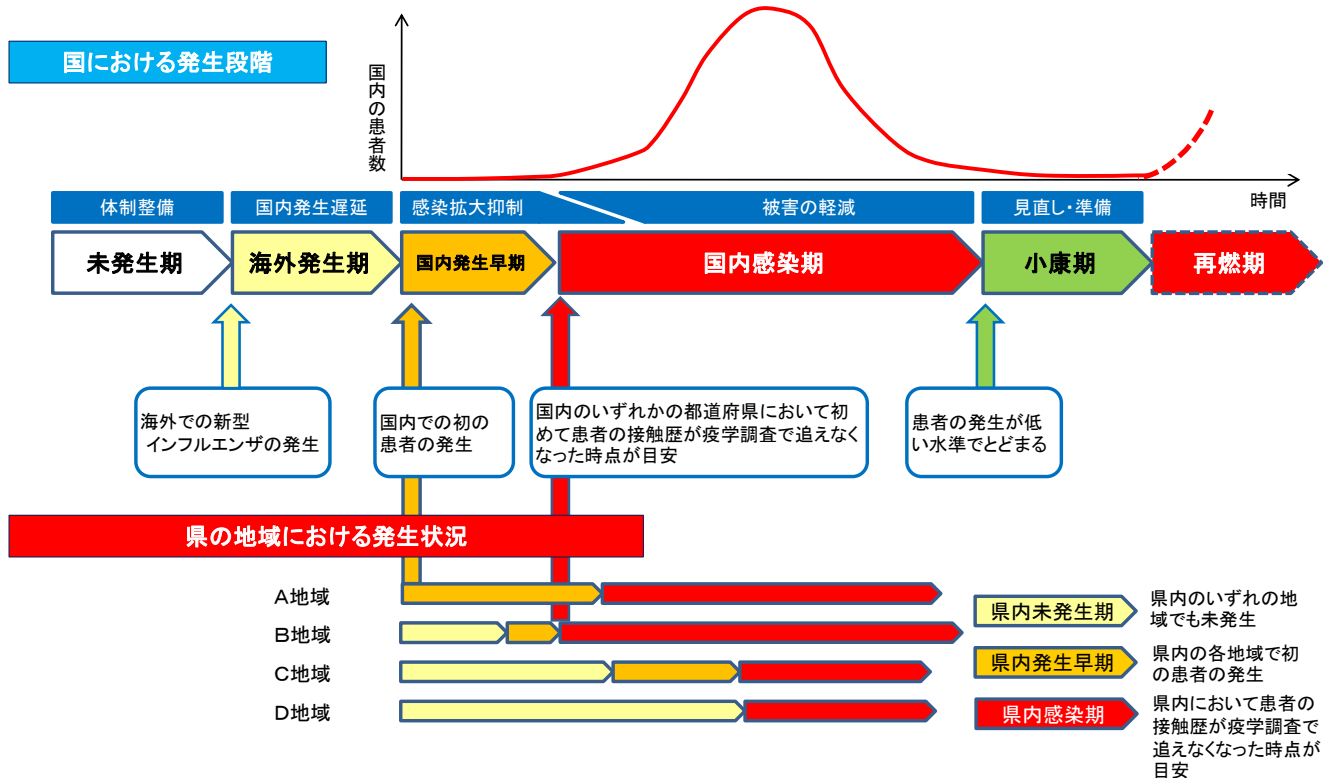 国における発生段階
国内の患者数
時間
体制整備
国内発生遅延
感染拡大抑制
被害の軽減
見直し・準備
未発生期
海外発生期
国内発生早期
国内感染期
小康期
再燃期
海外での新型
インフルエンザの発生
国内での初の
患者の発生
国内のいずれかの都道府県において初
めて患者の接触歴が疫学調査で追えなく
なった時点が目安
患者の発生が低
い水準でとどまる
県の地域における発生状況
A地域
B地域
C地域
D地域
県内未発生期
県内のいずれの地
域でも未発生
県内発生早期
県内の各地域で初
の患者の発生
県内感染期
県内において患者の
接触歴が疫学調査で
追えなくなった時点が
目安